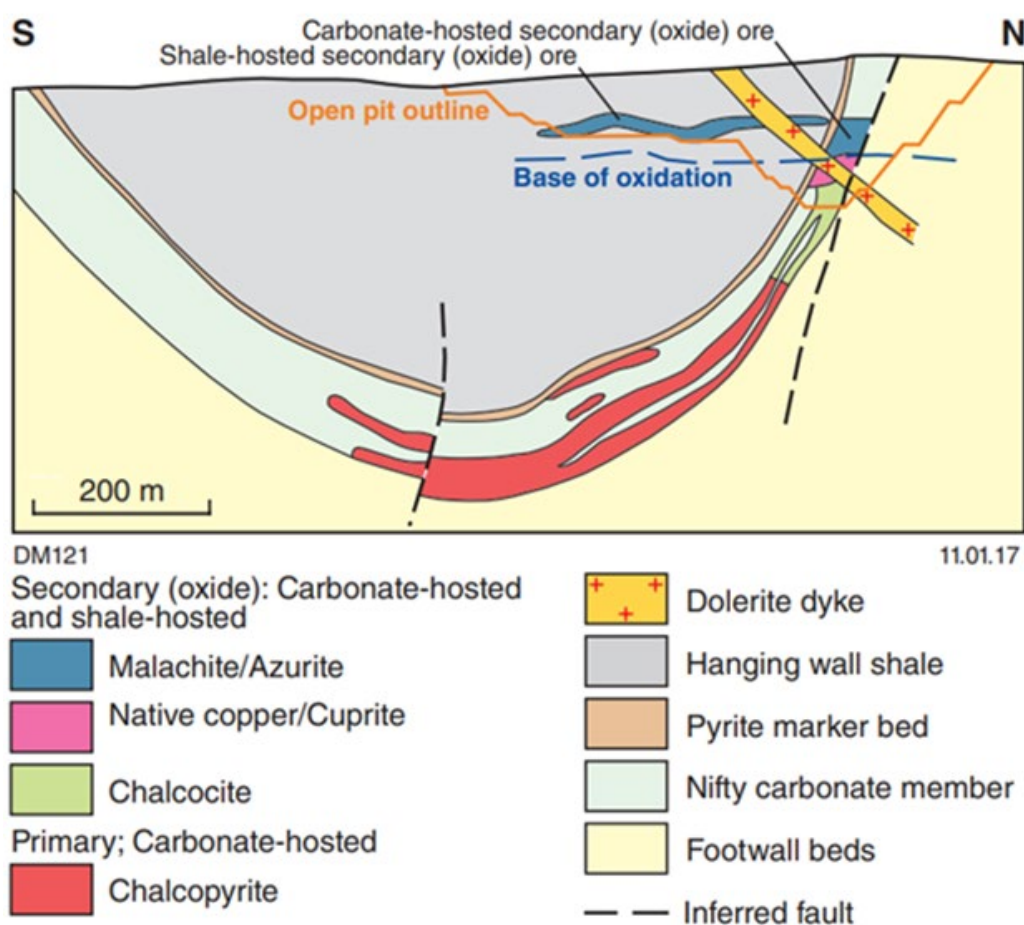 S
Carbonate-hosted secondary (oxide) ore
N
Shale-hosted secondary (oxide) ore
Open pit outline
Base of oxidation
200 m
DM121
11.01.17
Secondary (oxide): Carbonate-hosted
and shale-hosted
Malachite/Azurite
Native copper/Cuprite
Chalcocite
Primary; Carbonate-hosted
Chalcopyrite
Dolerite dyke
Hanging wall shale
Pyrite marker bed
Nifty carbonate member
Footwall beds
Inferred fault